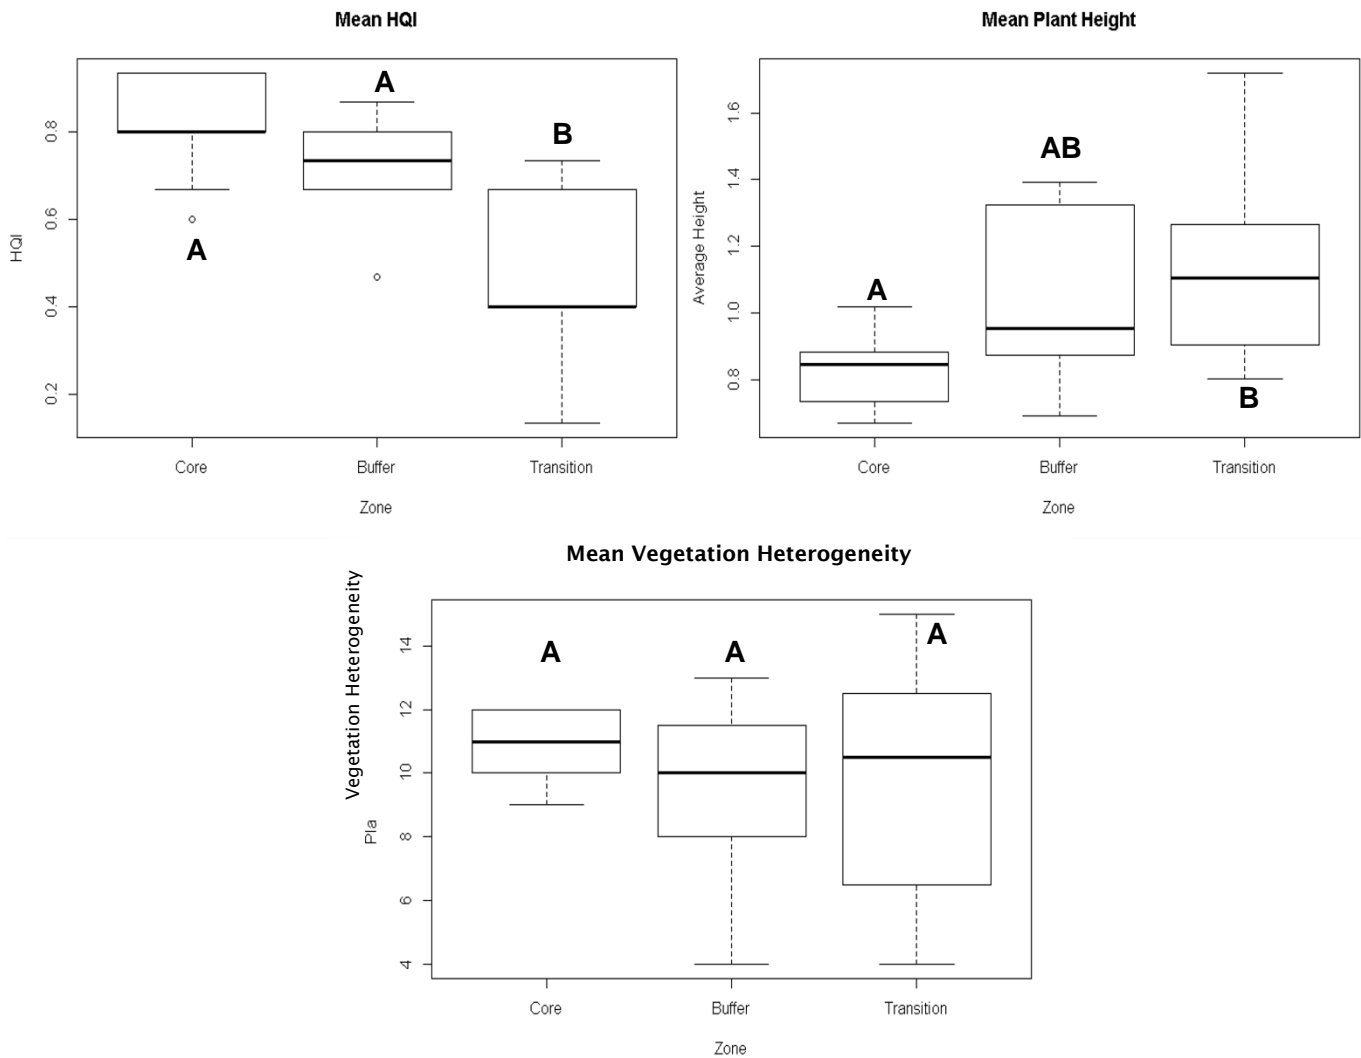 Mean HQI
HQI
0.2
0.4
0.6
0.8
A
A
B
Core Buffer Transition
Zone
Mean Plant Height
Average Height
0.8
1.0
1.2
1.4
1.6
A
AB
B
Core Buffer Transition
Zone
Mean Vegetation Heterogeneity
Vegetation Heterogeneity
Pla
4
6
8
10
12
14
A
A
A
Core Buffer Transition
Zone